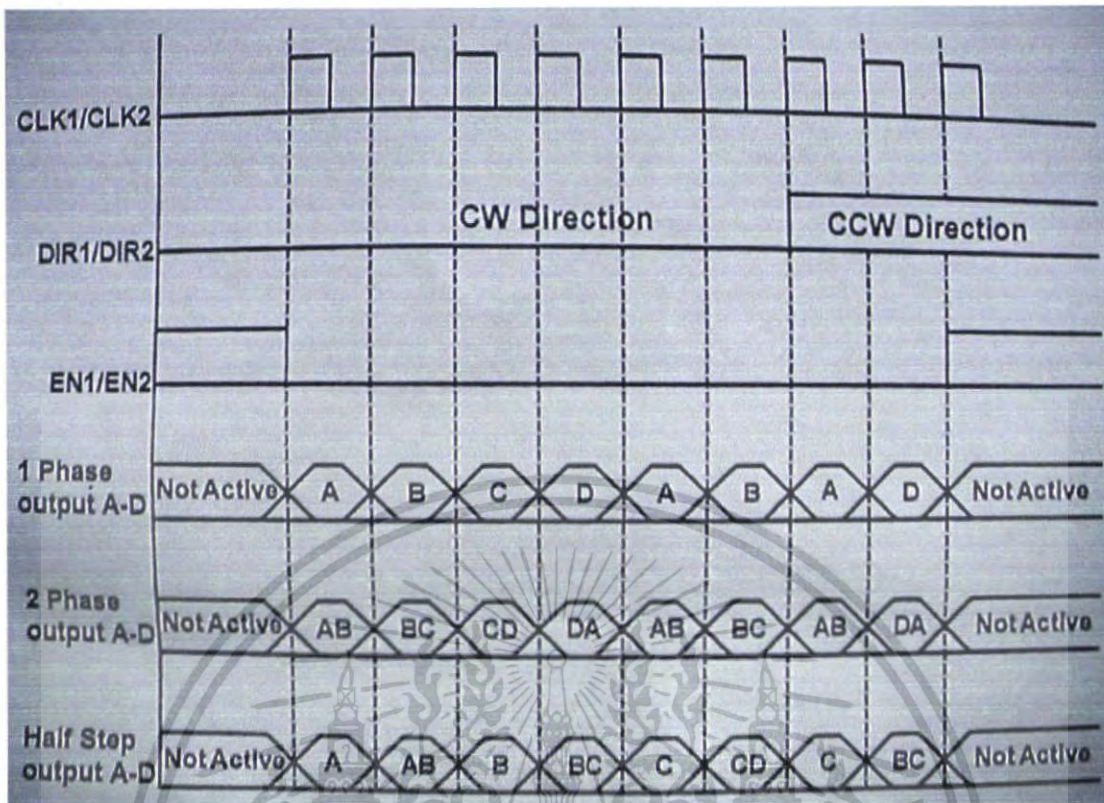 CLK1/CLK2
CW Direction
CCW Direction
DIR1/DIR2
EN1/EN2
1 Phase
output A-D
Not Active A B C D A B A D Not Active
2 Phase
output A-D
Not Active AB BC CD DA AB BC AB DA Not Active
Half Step
output A-D
Not Active A AB B BC C CD C BC Not Active